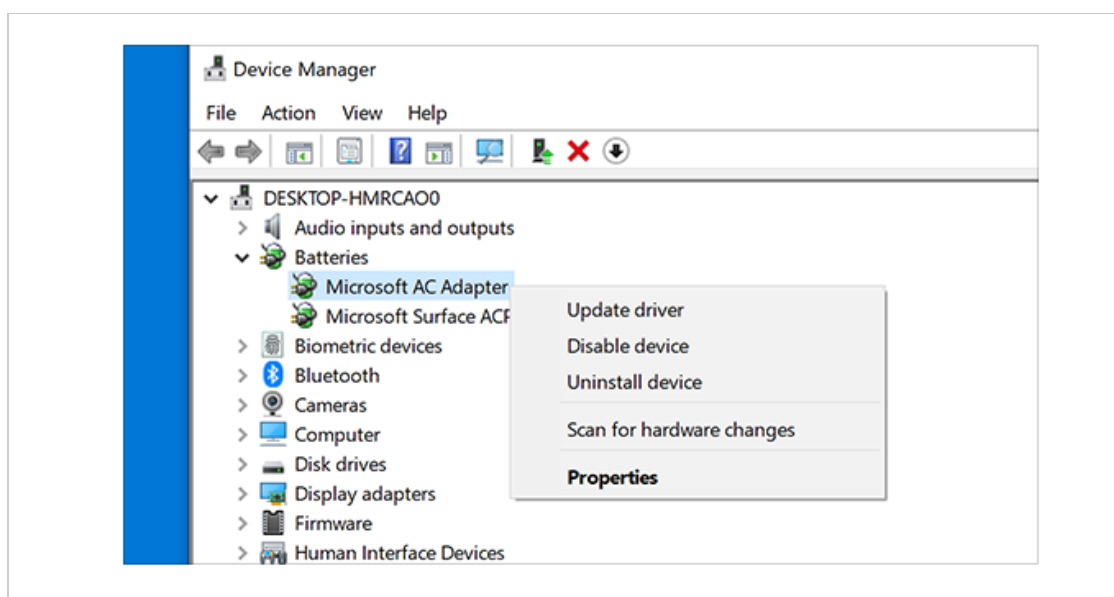 Device Manager
File Action View Help
DESKTOP-HMRCAO0
Audio inputs and outputs
Batteries
Microsoft AC Adapter
Microsoft Surface ACP
Biometric devices
Bluetooth
Cameras
Computer
Disk drives
Display adapters
Firmware
Human Interface Devices
Update driver
Disable device
Uninstall device
Scan for hardware changes
Properties